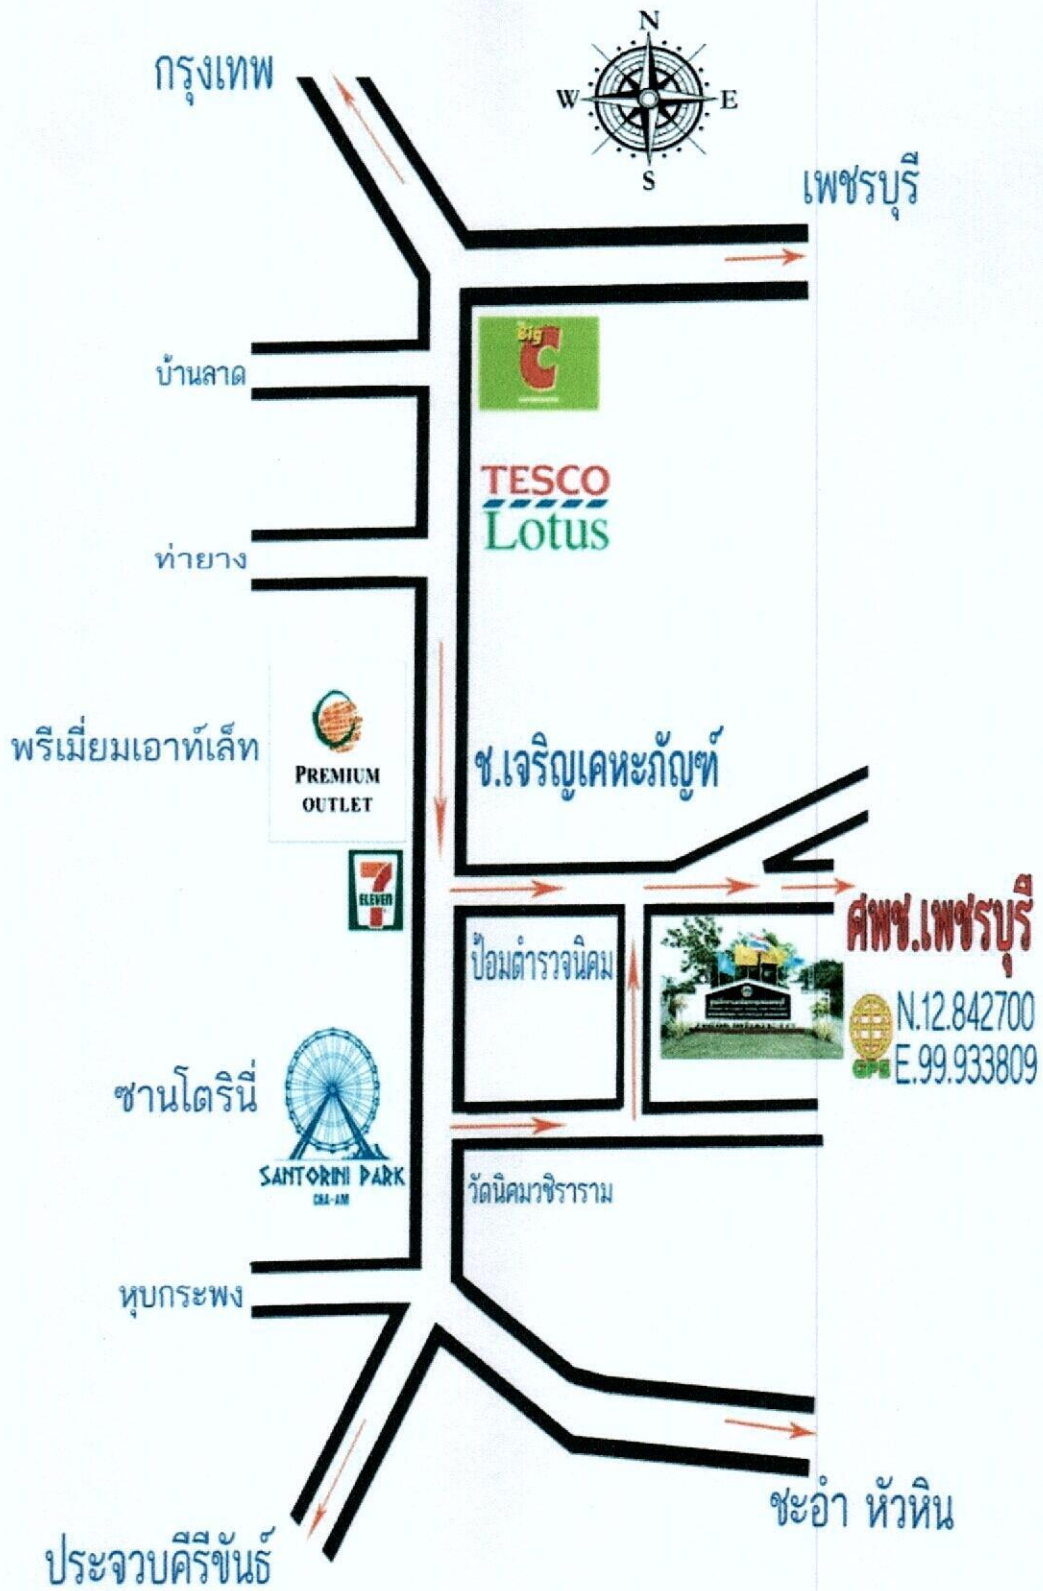 N
กรุงเทพ
W
E
S
เพชรบุรี
Big
C
บ้านลาด
TESCO
Lotus
ท่ายาง
พรีเมี่ยมเอาท์เล็ท
PREMIUM
OUTLET
ช.เจริญเคหะภัญฑ์
7
ELEVEN
ศพช.เพชรบุรี
ป้อมตำรวจนิคม
N.12.842700
GPS
E.99.933809
ซานโตรินี่
SANTORINI PARK
CHA-AM
วัดนิคมวชิราราม
หุบกะพง
ชะอำ หัวหิน
ประจวบคีรีขันธ์